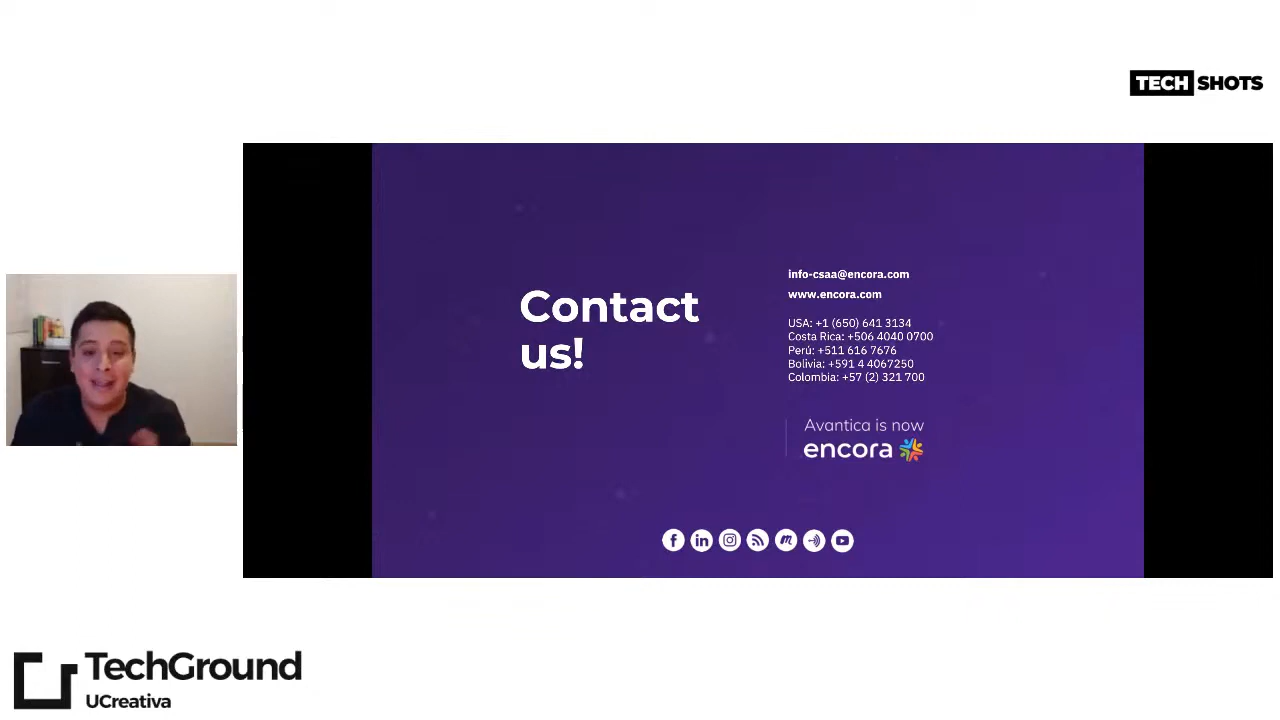 TECH SHOTS
Contact
us!
info-csaa@encora.com
www.encora.com
USA: +1 (650) 641 3134
Costa Rica: +506 4040 0700
Perú: +511 616 7676
Bolivia: +591 4 4067250
Colombia: +57 (2) 321 700
Avantica is now
encora
TechGround
UCreativa